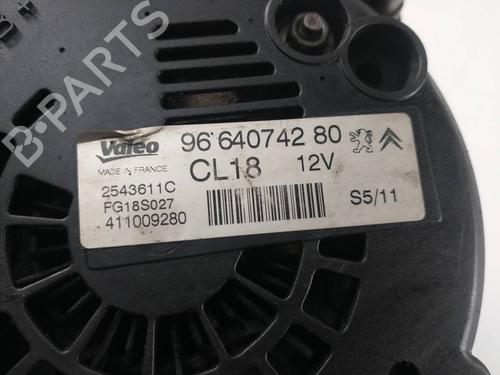 Valeo
MADE IN FRANCE
96 640742 80
CL18 12V
2543611C
FG18S027
411009280
S5/11
B-PARTS